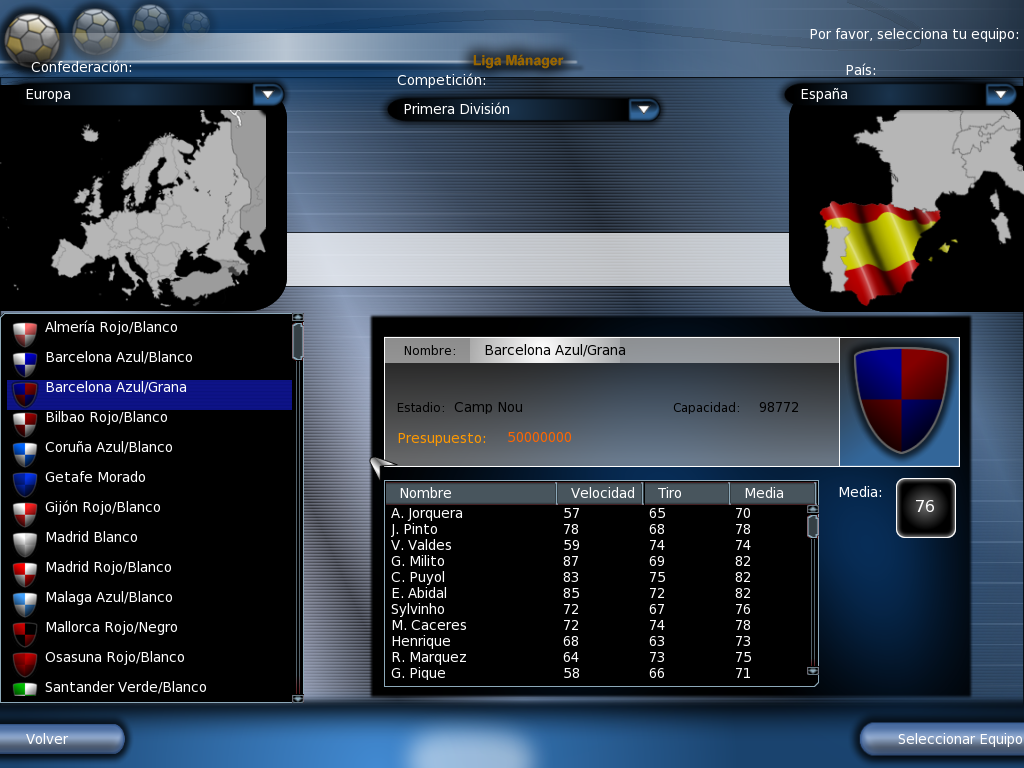 Por favor, selecciona tu equipo:
Liga Mánager
Confederación:
Europa
Competición:
Primera División
País:
España
Almería Rojo/Blanco
Barcelona Azul/Blanco
Barcelona Azul/Grana
Bilbao Rojo/Blanco
Coruña Azul/Blanco
Getafe Morado
Gijón Rojo/Blanco
Madrid Blanco
Madrid Rojo/Blanco
Malaga Azul/Blanco
Mallorca Rojo/Negro
Osasuna Rojo/Blanco
Santander Verde/Blanco
Nombre: Barcelona Azul/Grana
Estadio: Camp Nou Capacidad: 98772
Presupuesto: 50000000
Nombre Velocidad Tiro Media
A. Jorquera 57 65 70
J. Pinto 78 68 78
V. Valdes 59 74 74
G. Milito 87 69 82
C. Puyol 83 75 82
E. Abidal 85 72 82
Sylvinho 72 67 76
M. Caceres 72 74 78
Henrique 68 63 73
R. Marquez 64 73 75
G. Pique 58 66 71
Media: 76
Volver
Seleccionar Equipo